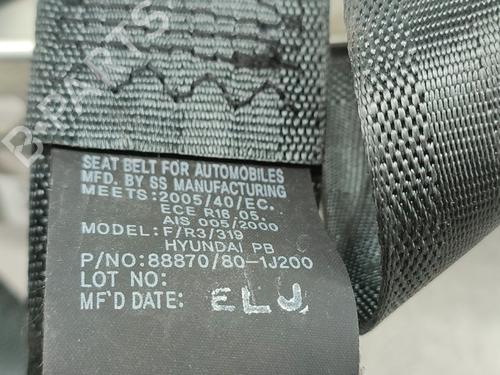 B-PARTS
SEAT BELT FOR AUTOMOBILES
MFD. BY SS MANUFACTURING
MEETS:2005/40/EC.
ECE R16.05.
AIS 005/2000
MODEL: F/R3/319
HYUNDAI PB
P/NO:88870/80-1J200
LOT NO:
MF'D DATE: ELJ